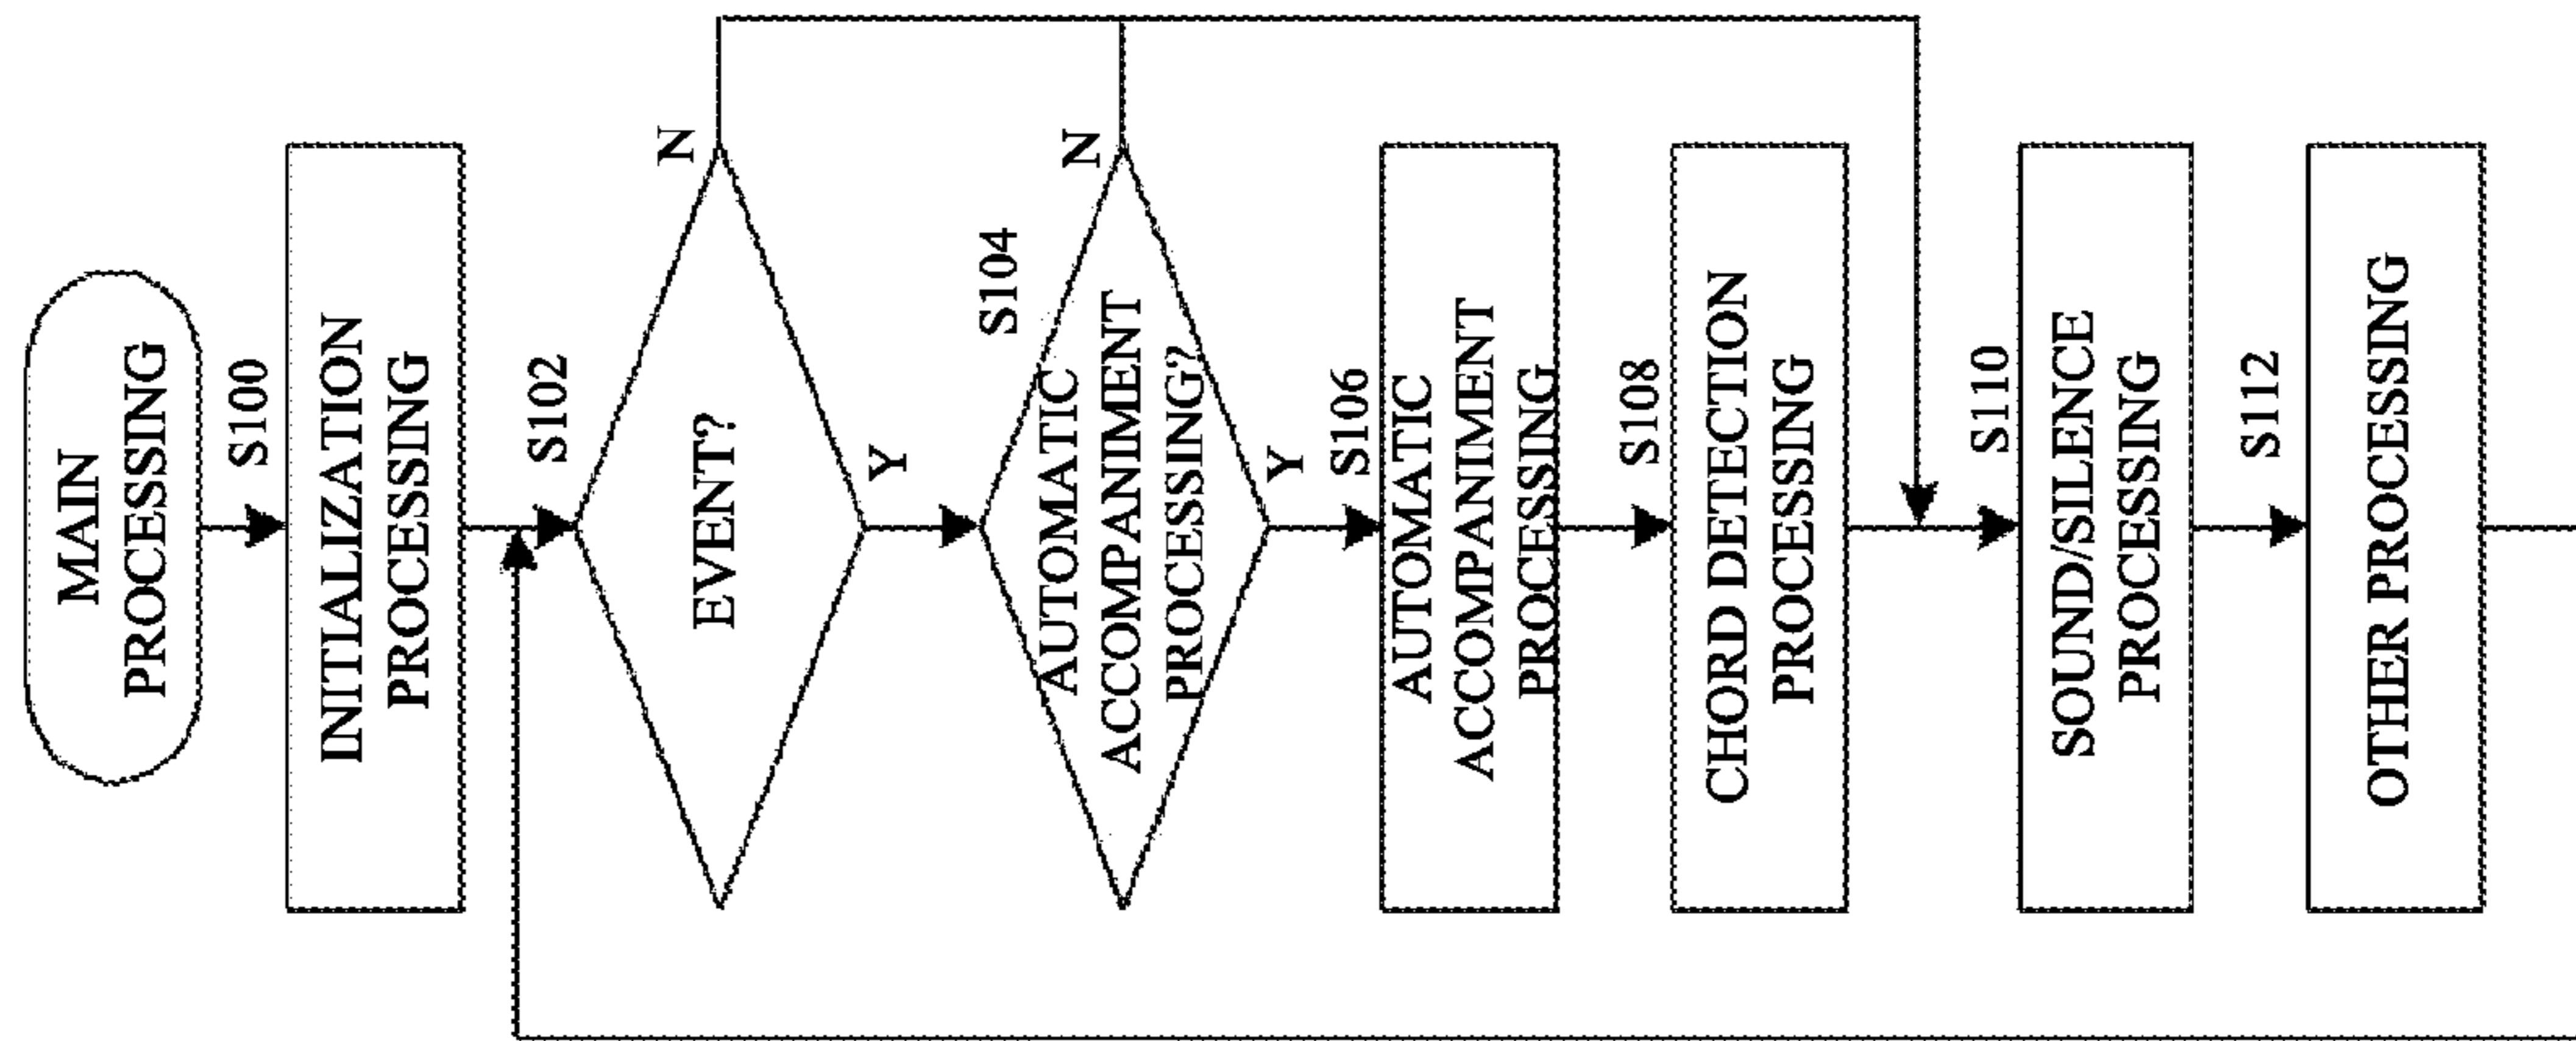 MAIN
PROCESSING
S100
INITIALIZATION
PROCESSING
S102
EVENT?
N
Y
S104
AUTOMATIC
ACCOMPANIMENT
PROCESSING?
N
Y
S106
AUTOMATIC
ACCOMPANIMENT
PROCESSING
S108
CHORD DETECTION
PROCESSING
S110
SOUND/SILENCE
PROCESSING
S112
OTHER PROCESSING